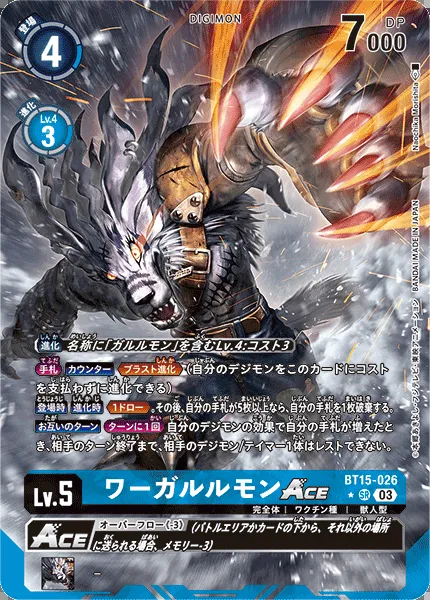 登場
4
DIGIMON
7000
DP
進化
Lv.4
3
Naochika Morishita
BANDAI MADE IN JAPAN
©本郷あきよし・フジテレビ・東映アニメーション
進化 名称に「ガルルモン」を含むLv.4:コスト3
手札 カウンター ブラスト進化 (自分のデジモンをこのカードにコスト
を支払わずに進化できる)
登場時 進化時 1ドロー。その後、自分の手札が5枚以上なら、自分の手札を1枚破棄する。
お互いのターン ターンに1回 自分のデジモンの効果で自分の手札が増えたと
き、相手のターン終了まで、相手のデジモン/テイマー1体はレストできない。
Lv.5
ワーガルルモンACE
BT15-026
SR 03
完全体 ワクチン種 獣人型
ACE
オーバーフロー《-3》 (バトルエリアかカードの下から、それ以外の場所
に送られる場合、メモリー-3)
-